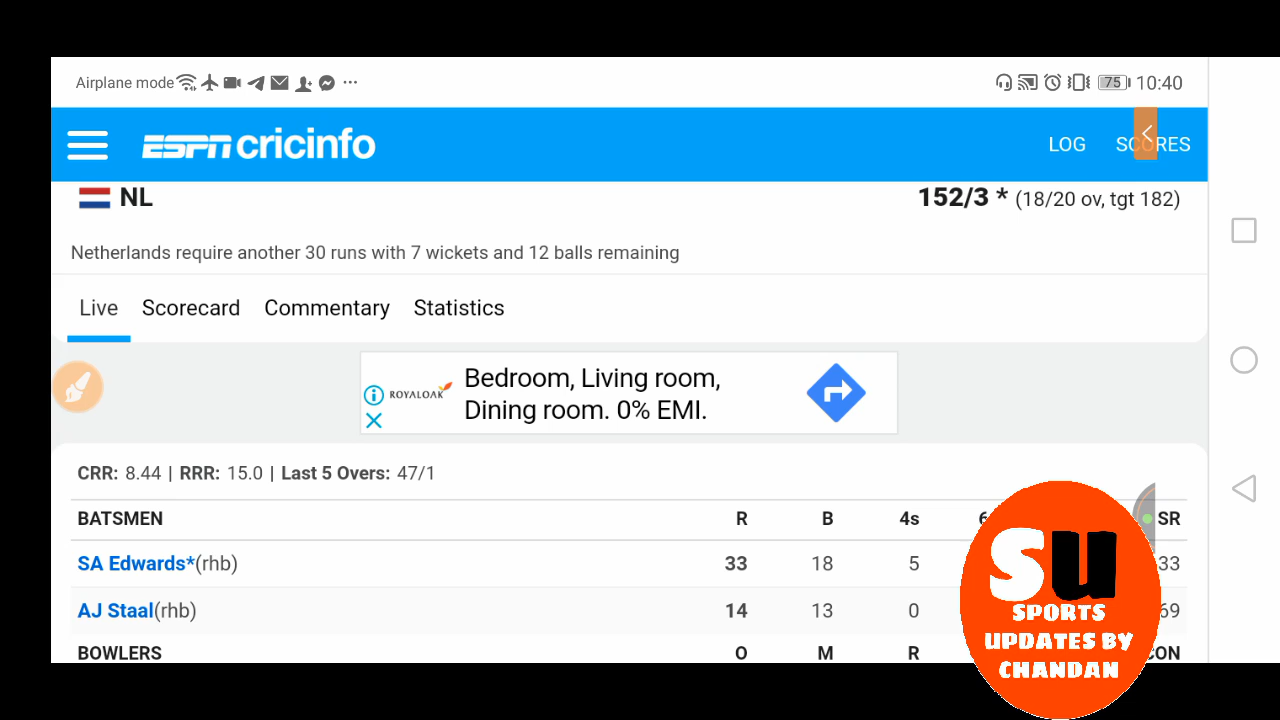 Airplane mode ... 75 10:40
ESPN cricinfo LOG SCORES
NL 152/3 * (18/20 ov, tgt 182)
Netherlands require another 30 runs with 7 wickets and 12 balls remaining
Live Scorecard Commentary Statistics
ROYALOAK Bedroom, Living room,
Dining room. 0% EMI.
CRR: 8.44 | RRR: 15.0 | Last 5 Overs: 47/1
BATSMEN R B 4s SR
SA Edwards*(rhb) 33 18 5 33
AJ Staal(rhb) 14 13 0 69
BOWLERS O M R CON
SU
SPORTS
UPDATES BY
CHANDAN